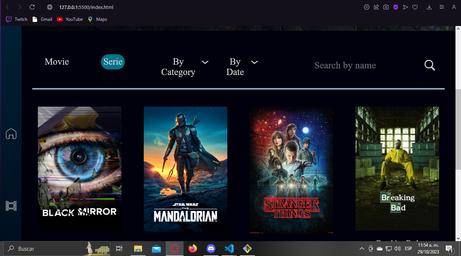 127.0.0.1:5500/index.html
Twitch Gmail YouTube Maps
Movie
Serie
By
Category
By
Date
Search by name
BLACK MIRROR
STAR WARS
THE
MANDALORIAN
STRANGER
THINGS
Breaking
Bad
Buscar
ESP
11:54 a. m.
29/10/2023